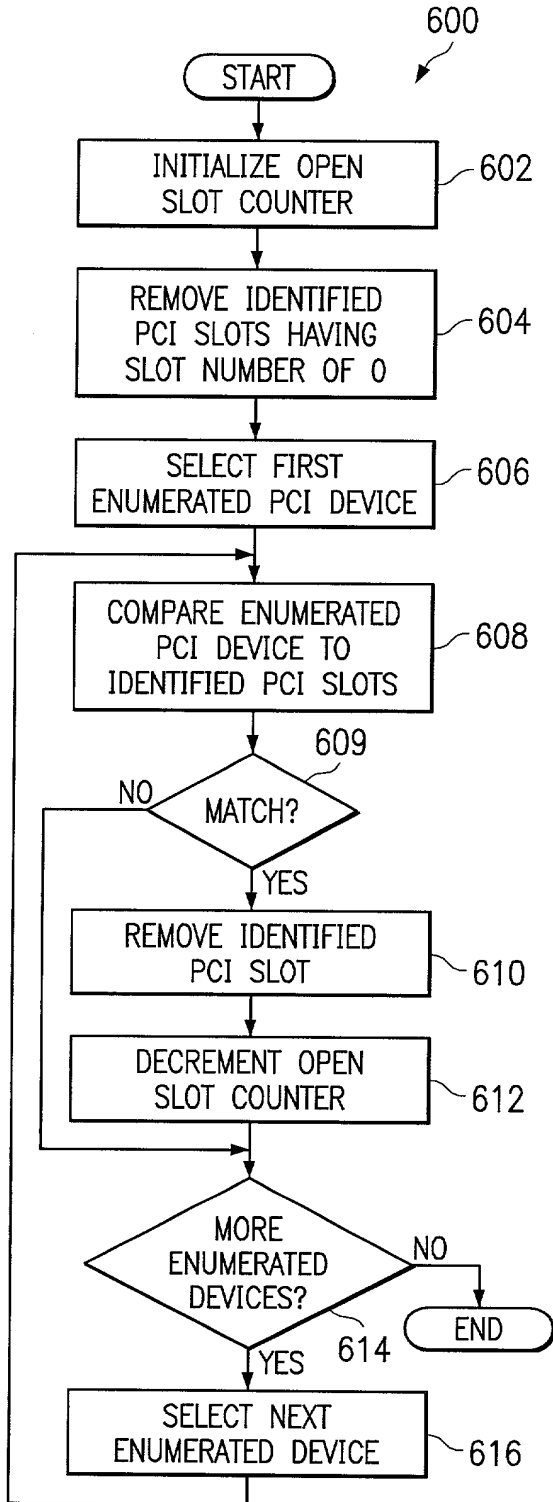 600
START
INITIALIZE OPEN
SLOT COUNTER
602
REMOVE IDENTIFIED
PCI SLOTS HAVING
SLOT NUMBER OF 0
604
SELECT FIRST
ENUMERATED PCI DEVICE
606
COMPARE ENUMERATED
PCI DEVICE TO
IDENTIFIED PCI SLOTS
608
609
NO
MATCH?
YES
REMOVE IDENTIFIED
PCI SLOT
610
DECREMENT OPEN
SLOT COUNTER
612
MORE
ENUMERATED
DEVICES?
NO
614
END
YES
SELECT NEXT
ENUMERATED DEVICE
616